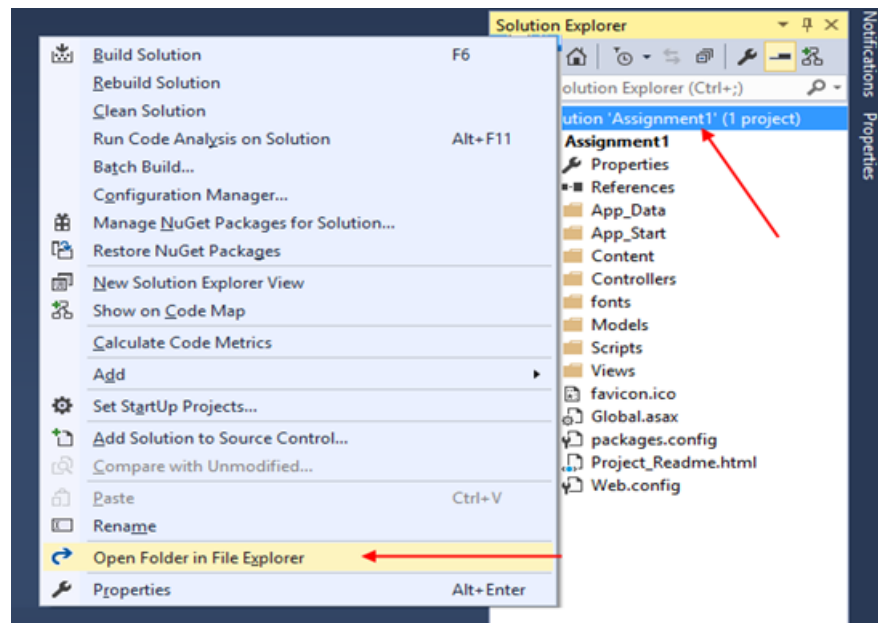 Solution Explorer
Build Solution F6
Rebuild Solution
Clean Solution
Run Code Analysis on Solution Alt+F11
Batch Build...
Configuration Manager...
Manage NuGet Packages for Solution...
Restore NuGet Packages
New Solution Explorer View
Show on Code Map
Calculate Code Metrics
Add
Set StartUp Projects...
Add Solution to Source Control...
Compare with Unmodified...
Paste Ctrl+V
Rename
Open Folder in File Explorer
Properties Alt+Enter
olution Explorer (Ctrl+;)
ution 'Assignment1' (1 project)
Assignment1
Properties
References
App_Data
App_Start
Content
Controllers
fonts
Models
Scripts
Views
favicon.ico
Global.asax
packages.config
Project_Readme.html
Web.config
Notifications
Properties